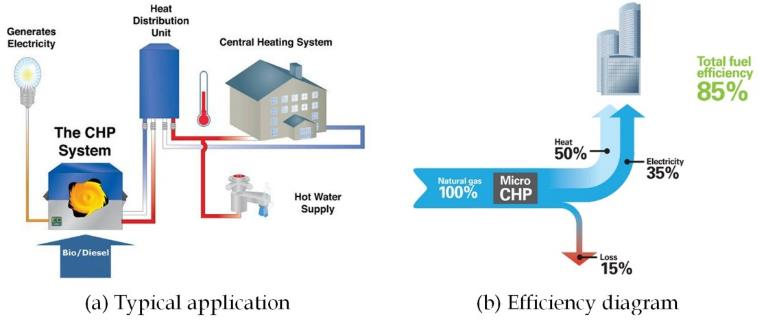 Generates
Electricity
Heat
Distribution
Unit
Central Heating System
The CHP
System
Hot Water
Supply
Bio/Diesel
(a) Typical application
Total fuel
efficiency
85%
Heat
50%
Electricity
35%
Natural gas
100%
Micro
CHP
Loss
15%
(b) Efficiency diagram